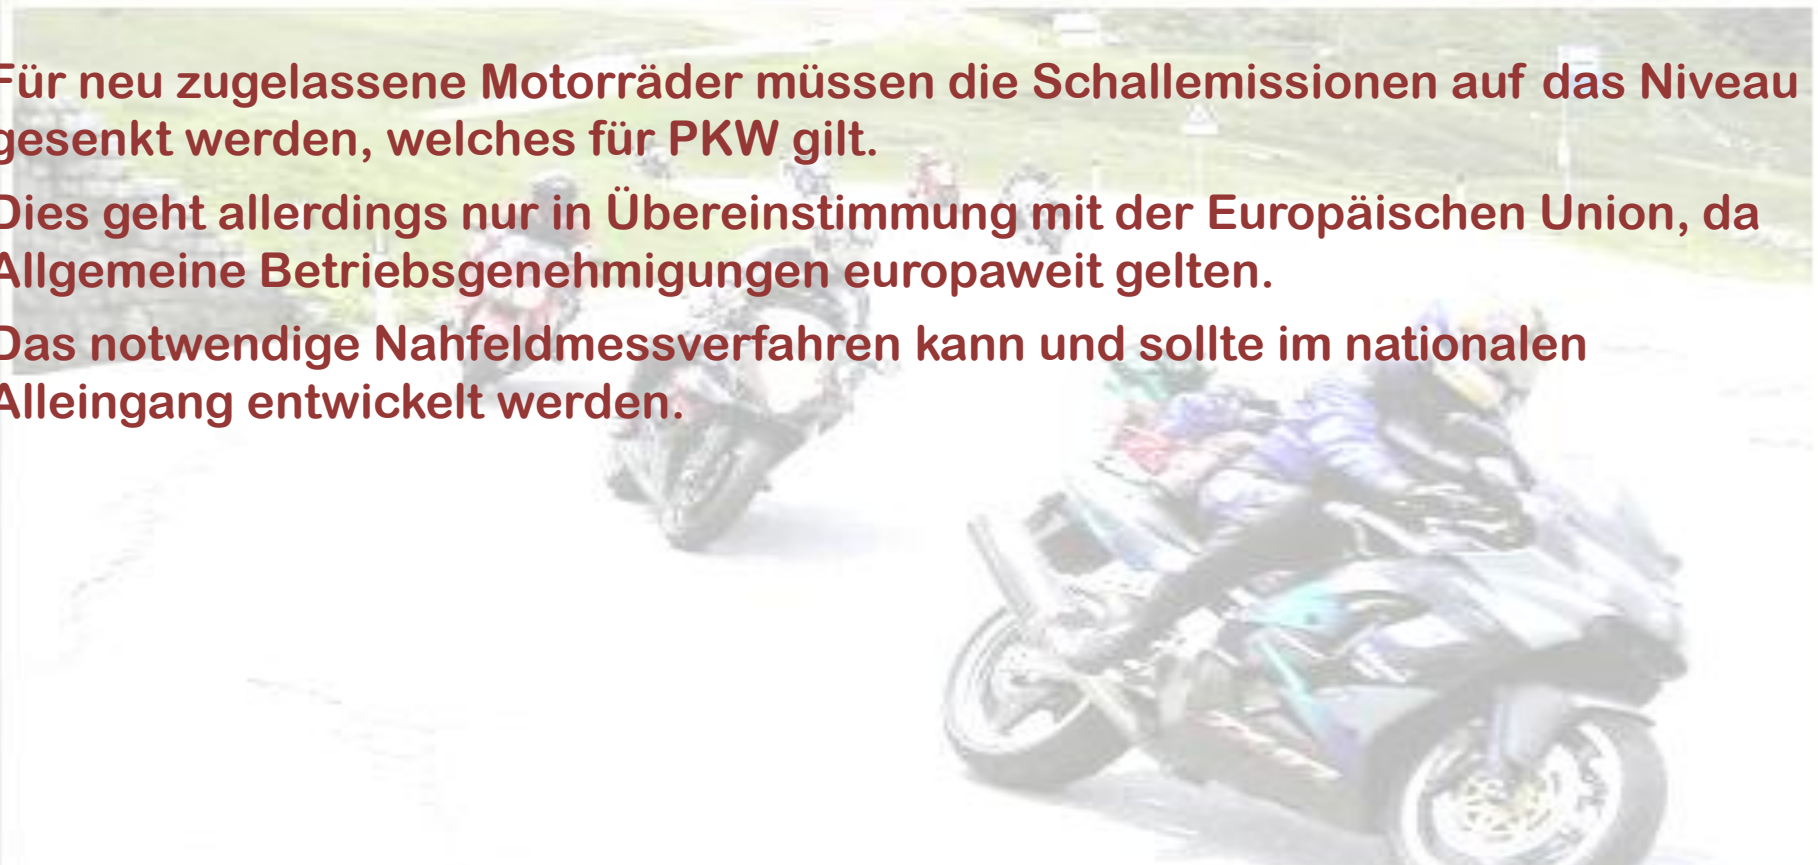 Für neu zugelassene Motorräder müssen die Schallemissionen auf das Niveau
gesenkt werden, welches für PKW gilt.
Dies geht allerdings nur in Übereinstimmung mit der Europäischen Union, da
Allgemeine Betriebsgenehmigungen europaweit gelten.
Das notwendige Nahfeldmessverfahren kann und sollte im nationalen
Alleingang entwickelt werden.